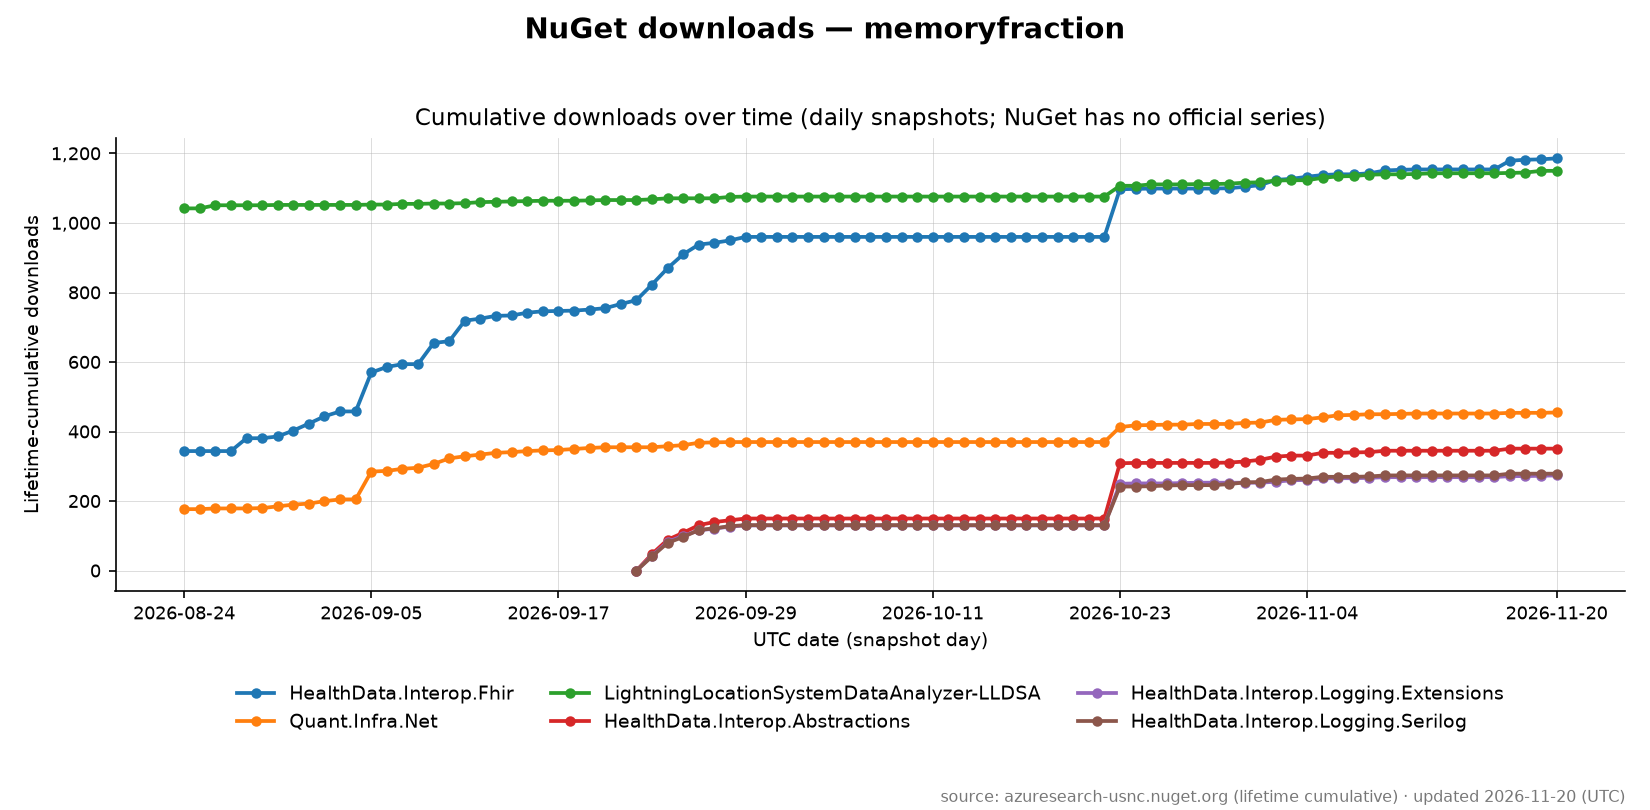 NuGet downloads — memoryfraction
Cumulative downloads over time (daily snapshots; NuGet has no official series)
Lifetime-cumulative downloads
1,200
1,000
800
600
400
200
0
2026-08-24 2026-09-05 2026-09-17 2026-09-29 2026-10-11 2026-10-23 2026-11-04 2026-11-20
UTC date (snapshot day)
HealthData.Interop.Fhir LightningLocationSystemDataAnalyzer-LLDSA HealthData.Interop.Logging.Extensions
Quant.Infra.Net HealthData.Interop.Abstractions HealthData.Interop.Logging.Serilog
source: azuresearch-usnc.nuget.org (lifetime cumulative) · updated 2026-11-20 (UTC)